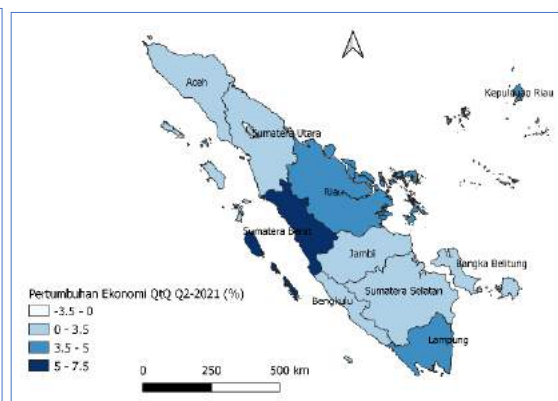 Aceh
Kepulauan Riau
Sumatera Utara
Riau
Sumatera Barat
Jambi
Bangka Belitung
Sumatera Selatan
Bengkulu
Lampung
Pertumbuhan Ekonomi QtQ Q2-2021 (%)
-3.5 - 0
0 - 3.5
3.5 - 5
5 - 7.5
0 250 500 km